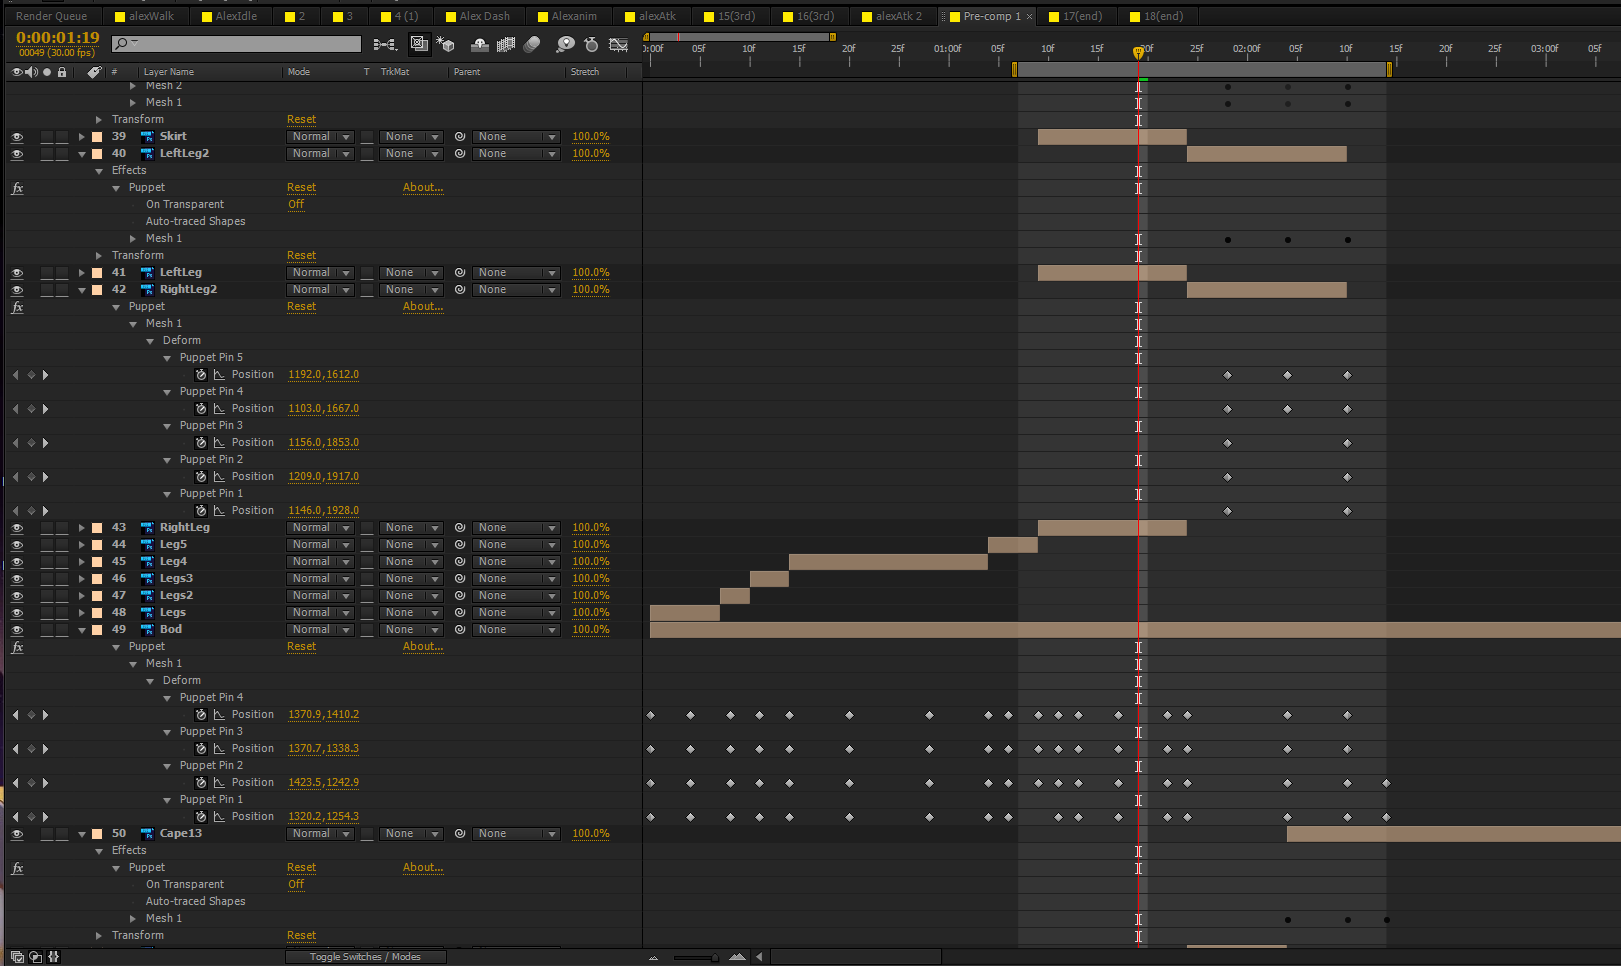 Render Queue alexWalk AlexIdle 2 3 4 (1) Alex Dash Alexanim alexAtk 15(3rd) 16(3rd) alexAtk 2 Pre-comp 1 × 17(end) 18(end)
0:00:01:19
00049 (30.00 fps)
):00f 05f 10f 15f 20f 25f 01:00f 05f 10f 15f 20f 25f 02:00f 05f 10f 15f 20f 25f 03:00f 05f
# Layer Name Mode T TrkMat Parent Stretch
Mesh 2
Mesh 1
Transform Reset
39 Skirt Normal None None 100.0%
40 LeftLeg2 Normal None None 100.0%
Effects
fx Puppet Reset About...
On Transparent Off
Auto-traced Shapes
Mesh 1
Transform Reset
41 LeftLeg Normal None None 100.0%
42 RightLeg2 Normal None None 100.0%
fx Puppet Reset About...
Mesh 1
Deform
Puppet Pin 5
Position 1192.0,1612.0
Puppet Pin 4
Position 1103.0,1667.0
Puppet Pin 3
Position 1156.0,1853.0
Puppet Pin 2
Position 1209.0,1917.0
Puppet Pin 1
Position 1146.0,1928.0
43 RightLeg Normal None None 100.0%
44 Leg5 Normal None None 100.0%
45 Leg4 Normal None None 100.0%
46 Legs3 Normal None None 100.0%
47 Legs2 Normal None None 100.0%
48 Legs Normal None None 100.0%
49 Bod Normal None None 100.0%
fx Puppet Reset About...
Mesh 1
Deform
Puppet Pin 4
Position 1370.9,1410.2
Puppet Pin 3
Position 1370.7,1338.3
Puppet Pin 2
Position 1423.5,1242.9
Puppet Pin 1
Position 1320.2,1254.3
50 Cape13 Normal None None 100.0%
Effects
fx Puppet Reset About...
On Transparent Off
Auto-traced Shapes
Mesh 1
Transform Reset
Toggle Switches / Modes